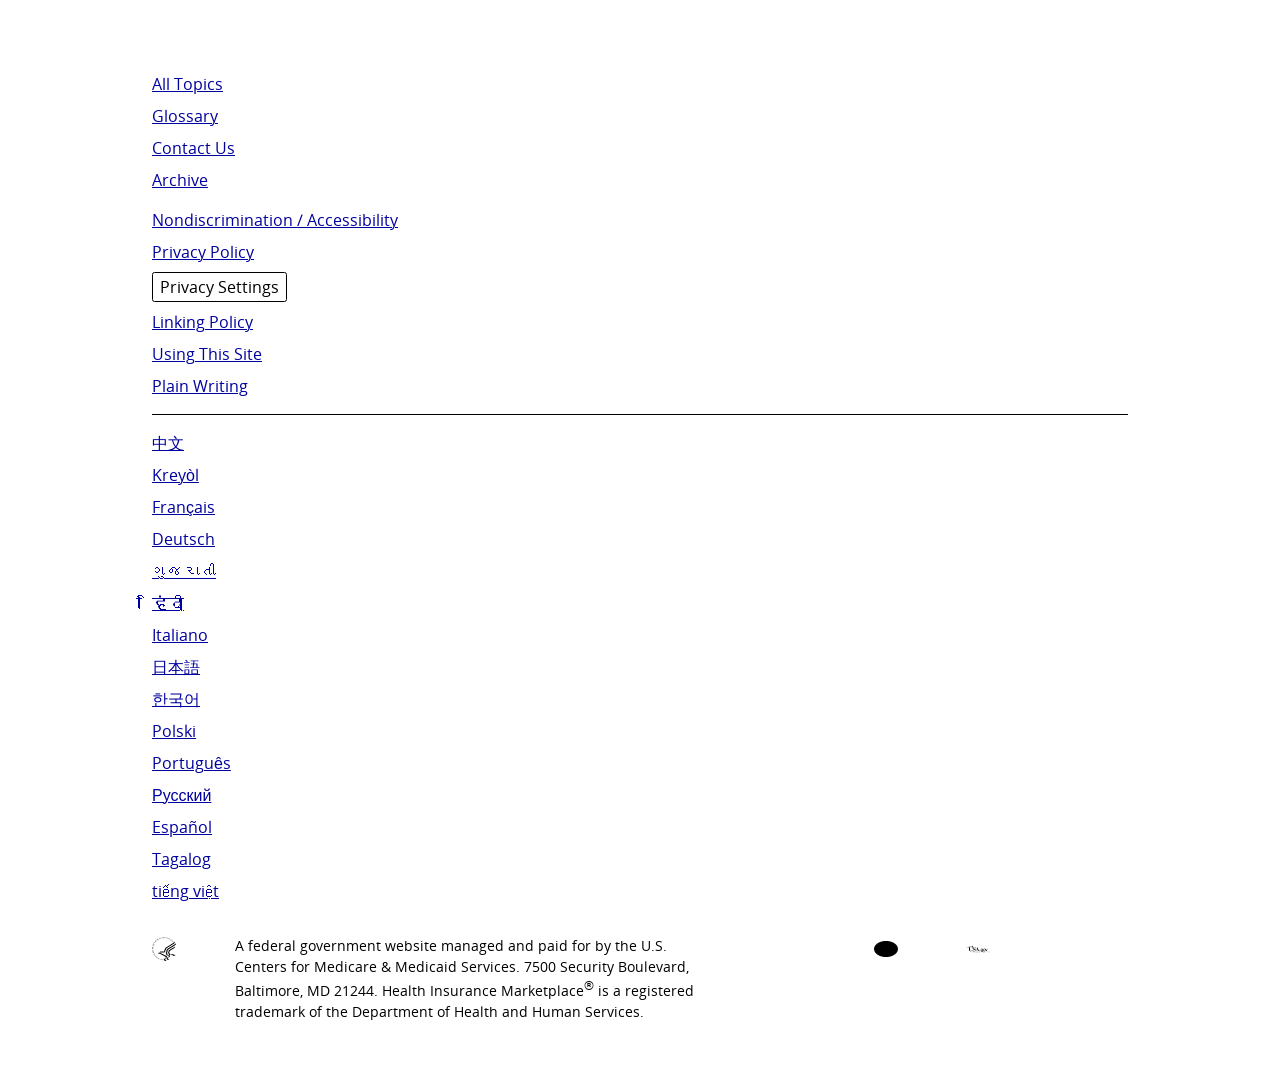 All Topics
Glossary
Contact Us
Archive
Nondiscrimination / Accessibility
Privacy Policy
Privacy Settings
Linking Policy
Using This Site
Plain Writing
中文
Kreyòl
Français
Deutsch
ગુજરાતી
हिंदी
Italiano
日本語
한국어
Polski
Português
Русский
Español
Tagalog
tiếng việt
A federal government website managed and paid for by the U.S.
Centers for Medicare & Medicaid Services. 7500 Security Boulevard,
Baltimore, MD 21244. Health Insurance Marketplace® is a registered
trademark of the Department of Health and Human Services.